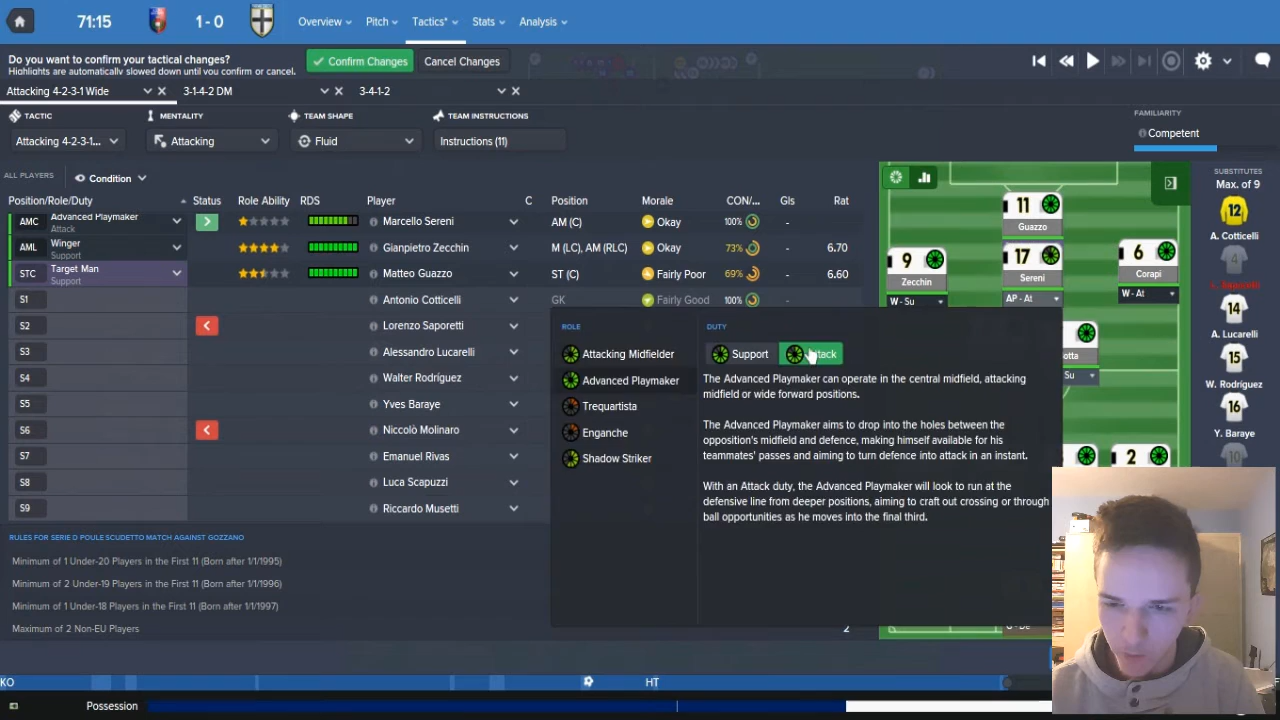 71:15
1 - 0
Overview
Pitch
Tactics*
Stats
Analysis
Do you want to confirm your tactical changes?
Highlights are automatically slowed down until you confirm or cancel.
Confirm Changes
Cancel Changes
Attacking 4-2-3-1 Wide
3-1-4-2 DM
3-4-1-2
TACTIC
MENTALITY
TEAM SHAPE
TEAM INSTRUCTIONS
FAMILIARITY
Attacking 4-2-3-1...
Attacking
Fluid
Instructions (11)
Competent
ALL PLAYERS
Condition
Position/Role/Duty
Status
Role Ability
RDS
Player
C
Position
Morale
CON/...
Gls
Rat
AMC
Advanced Playmaker
Attack
Marcello Sereni
AM (C)
Okay
100%
-
AML
Winger
Support
Gianpietro Zecchin
M (LC), AM (RLC)
Okay
73%
-
6.70
STC
Target Man
Support
Matteo Guazzo
ST (C)
Fairly Poor
69%
-
6.60
S1
Antonio Cotticelli
GK
Fairly Good
100%
-
S2
Lorenzo Saporetti
S3
Alessandro Lucarelli
S4
Walter Rodríguez
S5
Yves Baraye
S6
Niccolò Molinaro
S7
Emanuel Rivas
S8
Luca Scapuzzi
S9
Riccardo Musetti
ROLE
Attacking Midfielder
Advanced Playmaker
Trequartista
Enganche
Shadow Striker
DUTY
Support
The Advanced Playmaker can operate in the central midfield, attacking
midfield or wide forward positions.
The Advanced Playmaker aims to drop into the holes between the
opposition's midfield and defence, making himself available for his
teammates' passes and aiming to turn defence into attack in an instant.
With an Attack duty, the Advanced Playmaker will look to run at the
defensive line from deeper positions, aiming to craft out crossing or through
ball opportunities as he moves into the final third.
11
Guazzo
9
Zecchin
W - Su
17
Sereni
AP - At
6
Corapi
W - At
otta
Su
2
SUBSTITUTES
Max. of 9
12
A. Cotticelli
4
14
A. Lucarelli
15
W. Rodríguez
16
Y. Baraye
10
RULES FOR SERIE D POULE SCUDETTO MATCH AGAINST GOZZANO
Minimum of 1 Under-20 Players in the First 11 (Born after 1/1/1995)
Minimum of 2 Under-19 Players in the First 11 (Born after 1/1/1996)
Minimum of 1 Under-18 Players in the First 11 (Born after 1/1/1997)
Maximum of 2 Non-EU Players
2
KO
HT
Possession